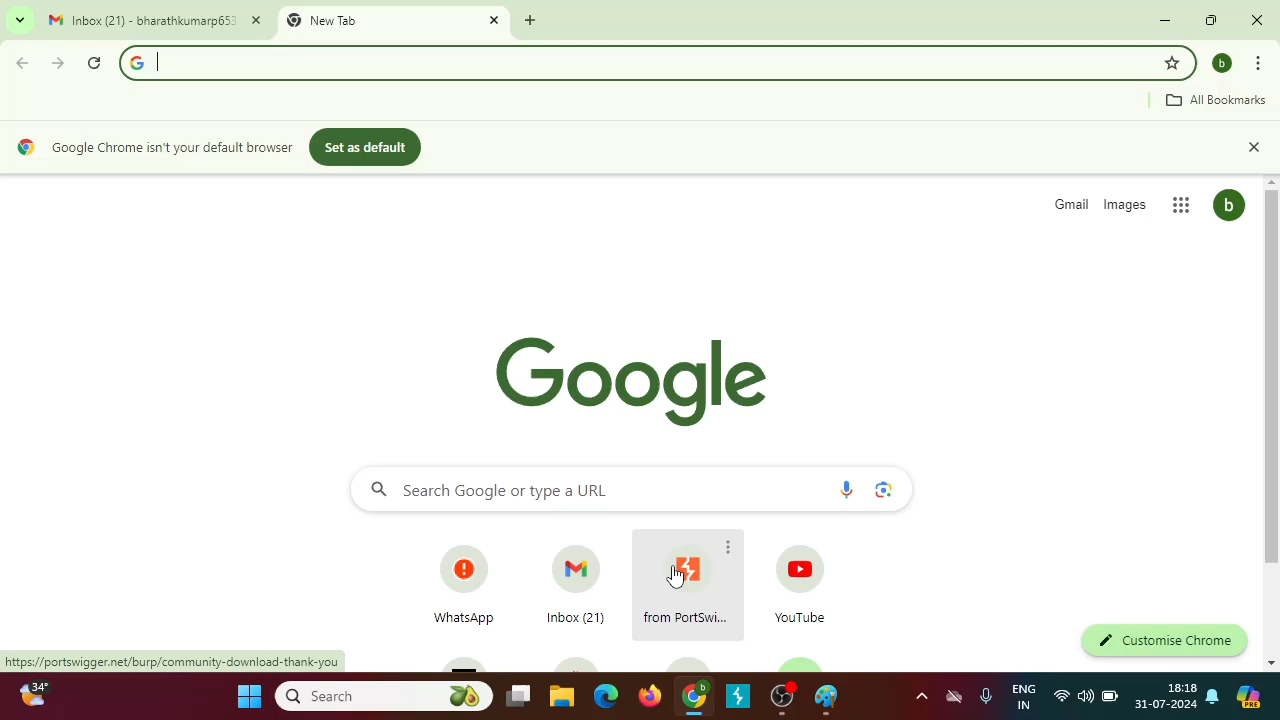 Inbox (21) - bharathkumarp653
New Tab
All Bookmarks
Google Chrome isn't your default browser
Set as default
Gmail
Images
b
Google
Search Google or type a URL
WhatsApp
Inbox (21)
from PortSwi...
YouTube
Customise Chrome
https://portswigger.net/burp/community-download-thank-you
34°
Search
b
ENG
IN
18:18
31-07-2024
PRE